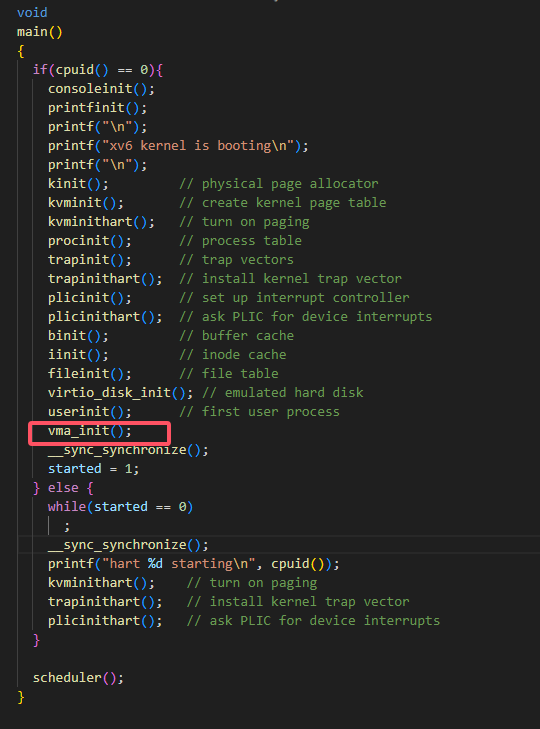 void
main()
{
  if(cpuid() == 0){
    consoleinit();
    printfinit();
    printf("\n");
    printf("xv6 kernel is booting\n");
    printf("\n");
    kinit();         // physical page allocator
    kvminit();       // create kernel page table
    kvminithart();   // turn on paging
    procinit();      // process table
    trapinit();      // trap vectors
    trapinithart();  // install kernel trap vector
    plicinit();      // set up interrupt controller
    plicinithart();  // ask PLIC for device interrupts
    binit();         // buffer cache
    iinit();         // inode cache
    fileinit();      // file table
    virtio_disk_init(); // emulated hard disk
    userinit();      // first user process
    vma_init();
    __sync_synchronize();
    started = 1;
  } else {
    while(started == 0)
      ;
    __sync_synchronize();
    printf("hart %d starting\n", cpuid());
    kvminithart();    // turn on paging
    trapinithart();   // install kernel trap vector
    plicinithart();   // ask PLIC for device interrupts
  }

  scheduler();
}